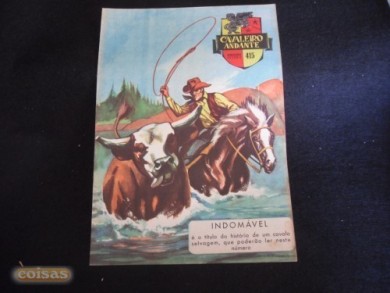 CAVALEIRO
ANDANTE
INDOMÁVEL
é o título da história de um cavalo
selvagem, que poderão ler neste
número
coisas